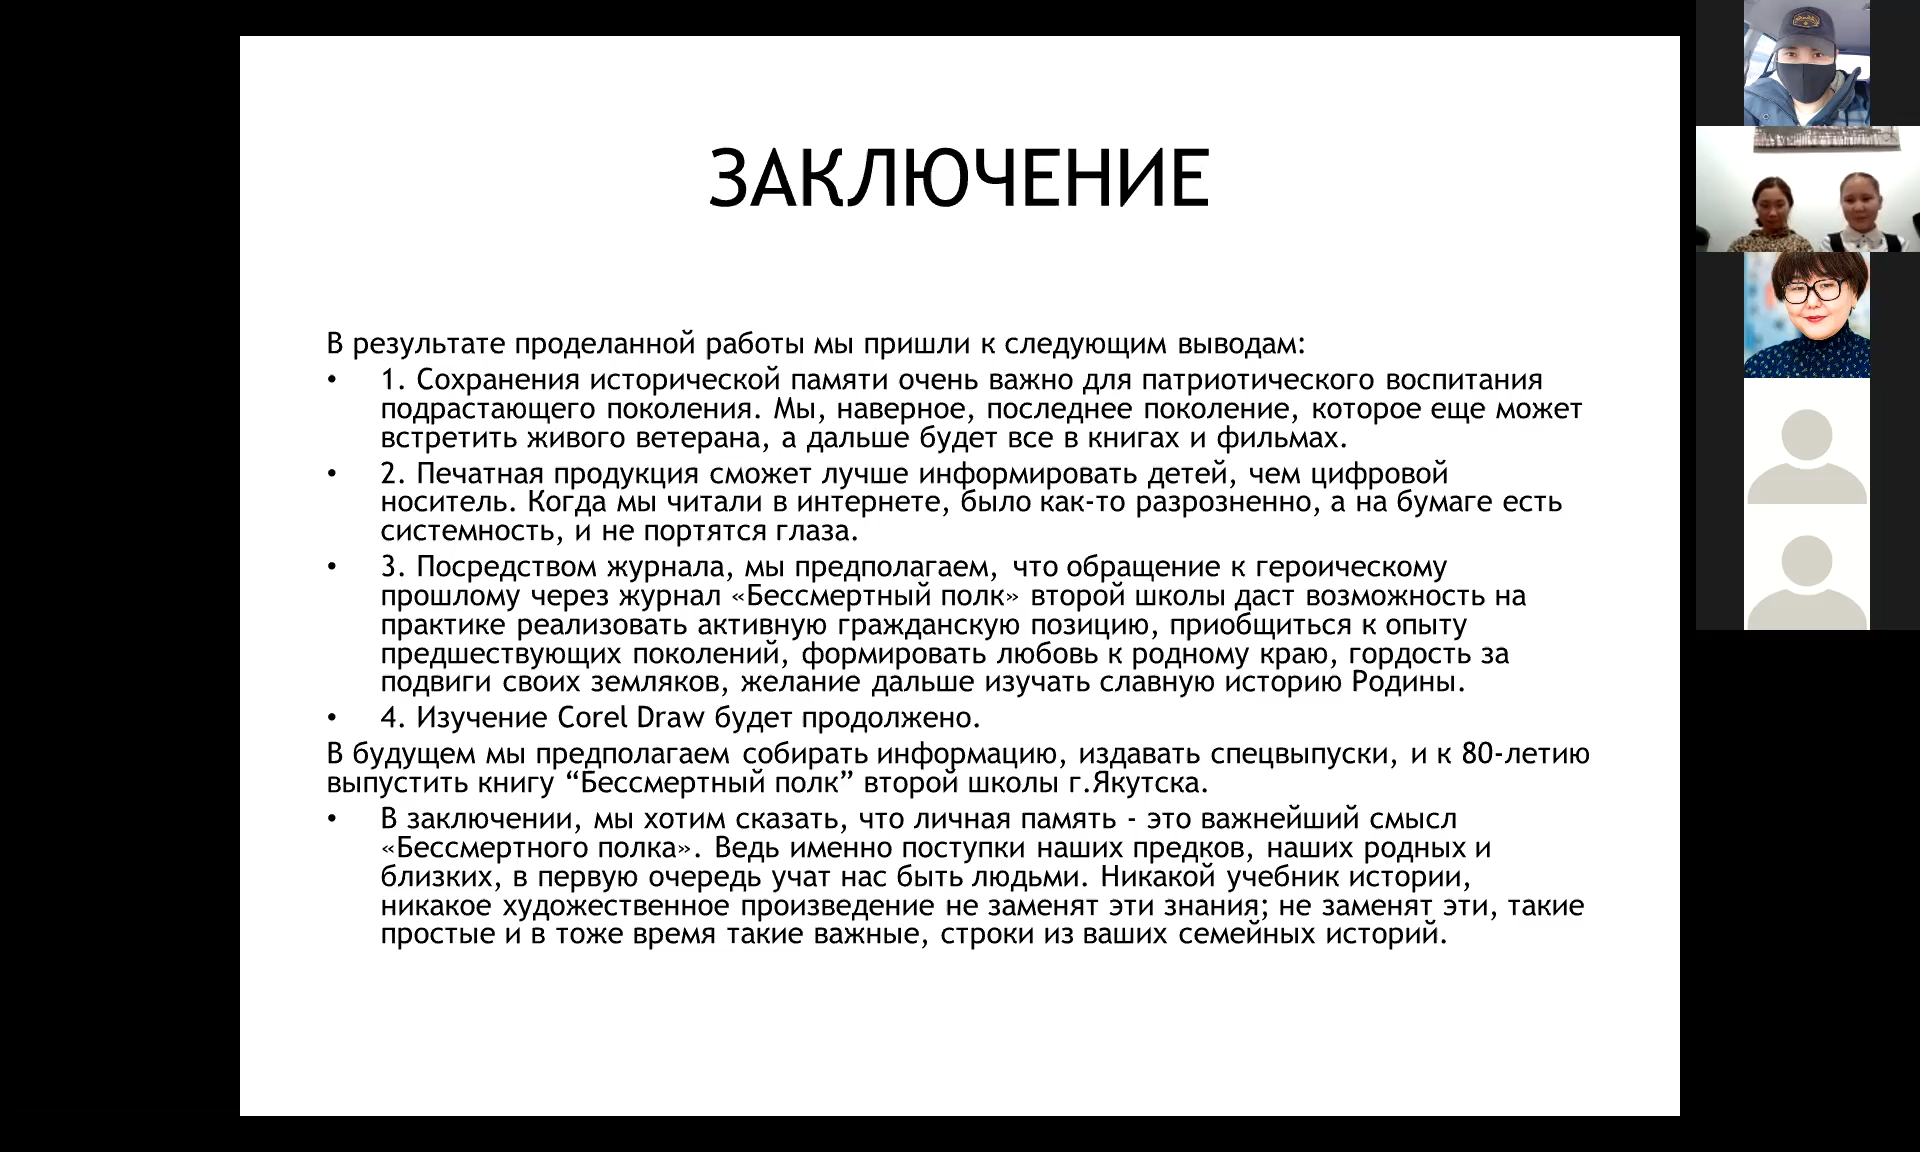 ЗАКЛЮЧЕНИЕ
В результате проделанной работы мы пришли к следующим выводам:
• 1. Сохранения исторической памяти очень важно для патриотического воспитания
подрастающего поколения. Мы, наверное, последнее поколение, которое еще может
встретить живого ветерана, а дальше будет все в книгах и фильмах.
• 2. Печатная продукция сможет лучше информировать детей, чем цифровой
носитель. Когда мы читали в интернете, было как-то разрозненно, а на бумаге есть
системность, и не портятся глаза.
• 3. Посредством журнала, мы предполагаем, что обращение к героическому
прошлому через журнал «Бессмертный полк» второй школы даст возможность на
практике реализовать активную гражданскую позицию, приобщиться к опыту
предшествующих поколений, формировать любовь к родному краю, гордость за
подвиги своих земляков, желание дальше изучать славную историю Родины.
• 4. Изучение Corel Draw будет продолжено.
В будущем мы предполагаем собирать информацию, издавать спецвыпуски, и к 80-летию
выпустить книгу “Бессмертный полк” второй школы г.Якутска.
• В заключении, мы хотим сказать, что личная память - это важнейший смысл
«Бессмертного полка». Ведь именно поступки наших предков, наших родных и
близких, в первую очередь учат нас быть людьми. Никакой учебник истории,
никакое художественное произведение не заменят эти знания; не заменят эти, такие
простые и в тоже время такие важные, строки из ваших семейных историй.